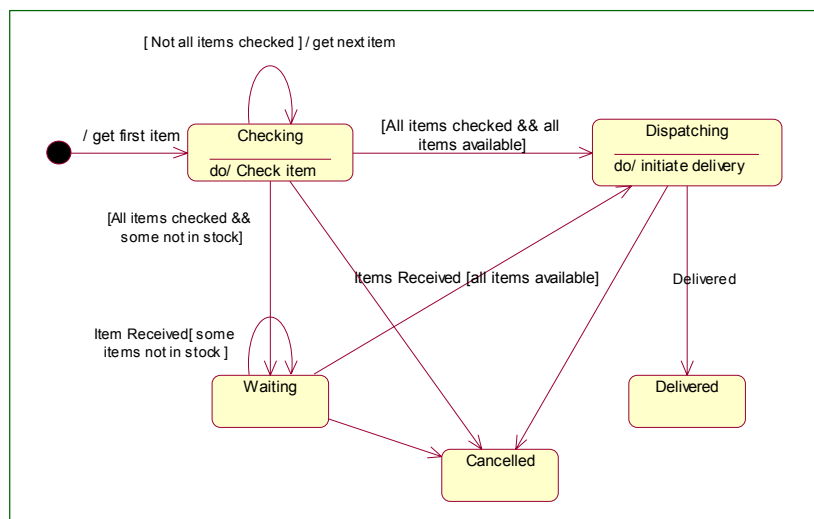 [ Not all items checked ] / get next item
/ get first item
Checking
do/ Check item
[All items checked && all
items available]
Dispatching
do/ initiate delivery
[All items checked &&
some not in stock]
Items Received [all items available]
Delivered
Item Received[ some
items not in stock ]
Waiting
Delivered
Cancelled